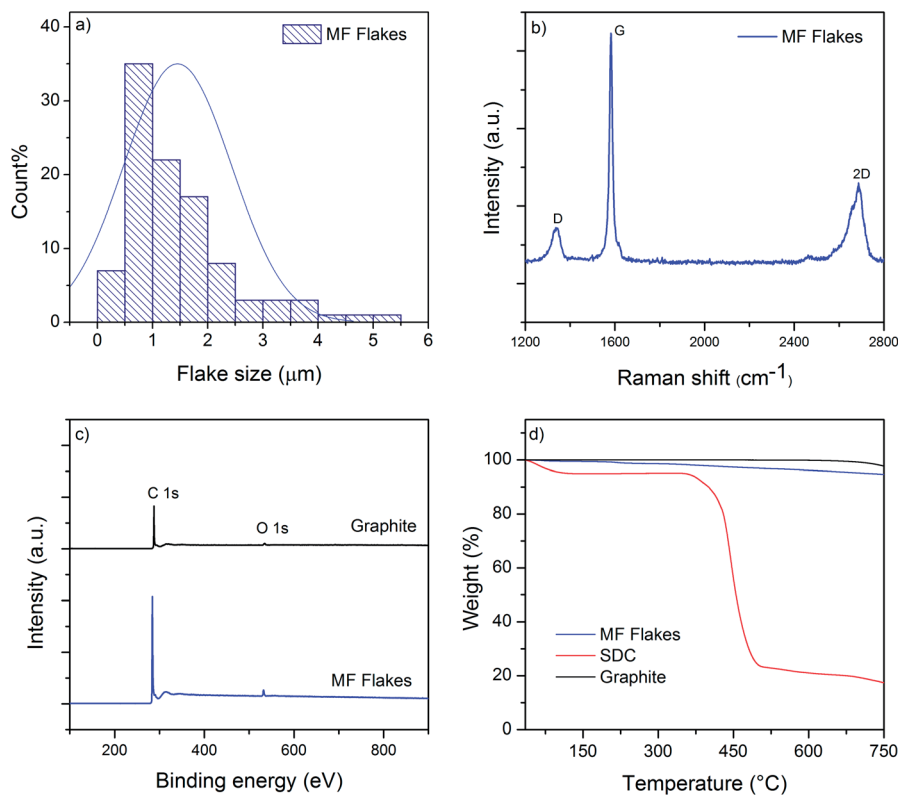 a)
MF Flakes
40
30
20
10
0
Count%
0 1 2 3 4 5 6
Flake size (μm)
b)
G
MF Flakes
D
2D
Intensity (a.u.)
1200 1600 2000 2400 2800
Raman shift (cm⁻¹)
c)
C 1s
O 1s
Graphite
MF Flakes
Intensity (a.u.)
200 400 600 800
Binding energy (eV)
d)
100
80
60
40
20
0
Weight (%)
MF Flakes
SDC
Graphite
150 300 450 600 750
Temperature (°C)